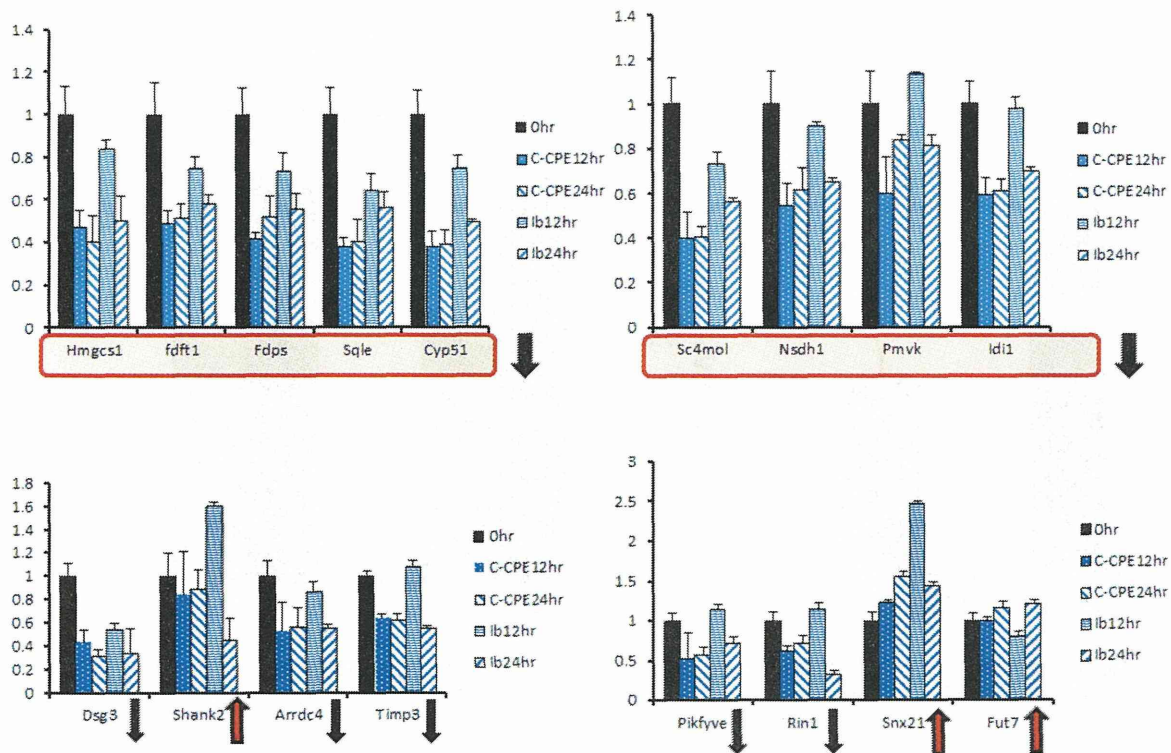 1.4
1.2
1
0.8
0.6
0.4
0.2
0
Hmgcs1 fdft1 Fdps Sqle Cyp51
0hr
C-CPE12hr
C-CPE24hr
Ib12hr
Ib24hr
1.4
1.2
1
0.8
0.6
0.4
0.2
0
Sc4mol Nsdh1 Pmvk Idi1
0hr
C-CPE12hr
C-CPE24hr
Ib12hr
Ib24hr
1.8
1.6
1.4
1.2
1
0.8
0.6
0.4
0.2
0
Dsg3 Shank2 Arrdc4 Timp3
0hr
C-CPE12hr
C-CPE24hr
Ib12hr
Ib24hr
3
2.5
2
1.5
1
0.5
0
Pikfyve Rin1 Snx21 Fut7
0hr
C-CPE12hr
C-CPE24hr
Ib12hr
Ib24hr